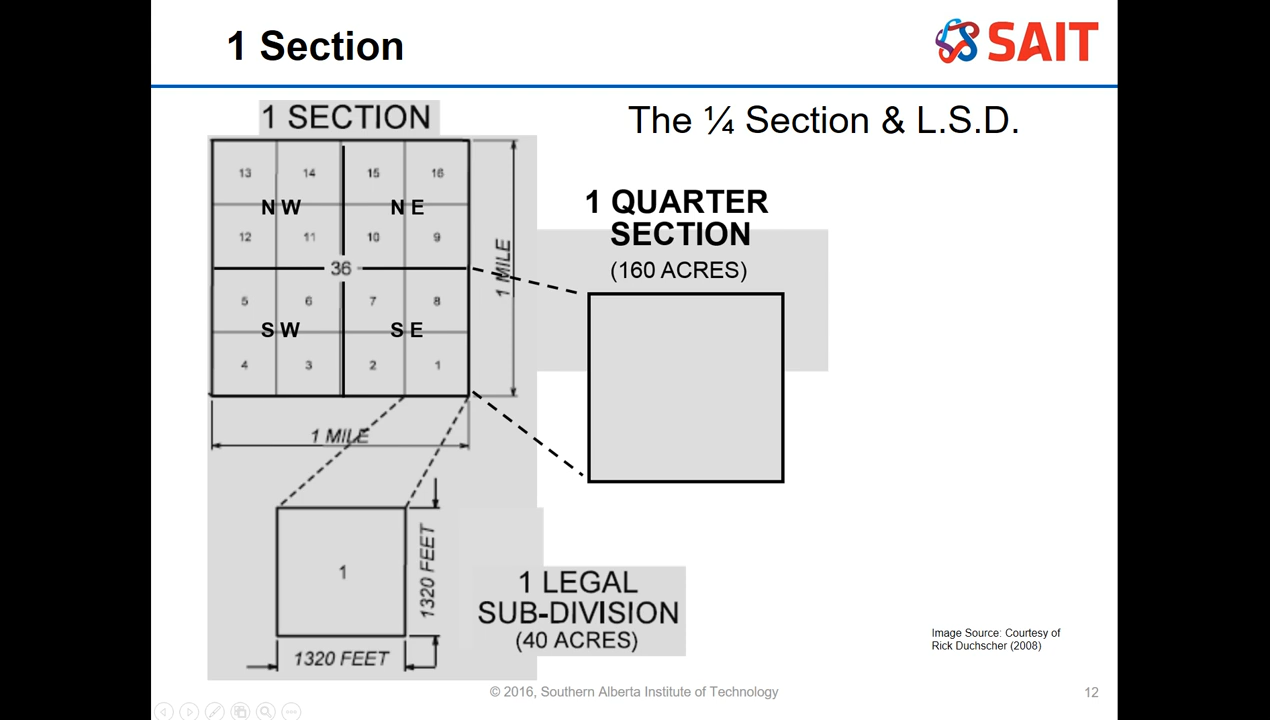 1 Section
SAIT
1 SECTION
The ¼ Section & L.S.D.
13 14 15 16
N W N E
12 11 10 9
36
5 6 7 8
S W S E
4 3 2 1
1 MILE
1 MILE
1 QUARTER
SECTION
(160 ACRES)
1
1320 FEET
1320 FEET
1 LEGAL
SUB-DIVISION
(40 ACRES)
Image Source: Courtesy of
Rick Duchscher (2008)
© 2016, Southern Alberta Institute of Technology
12